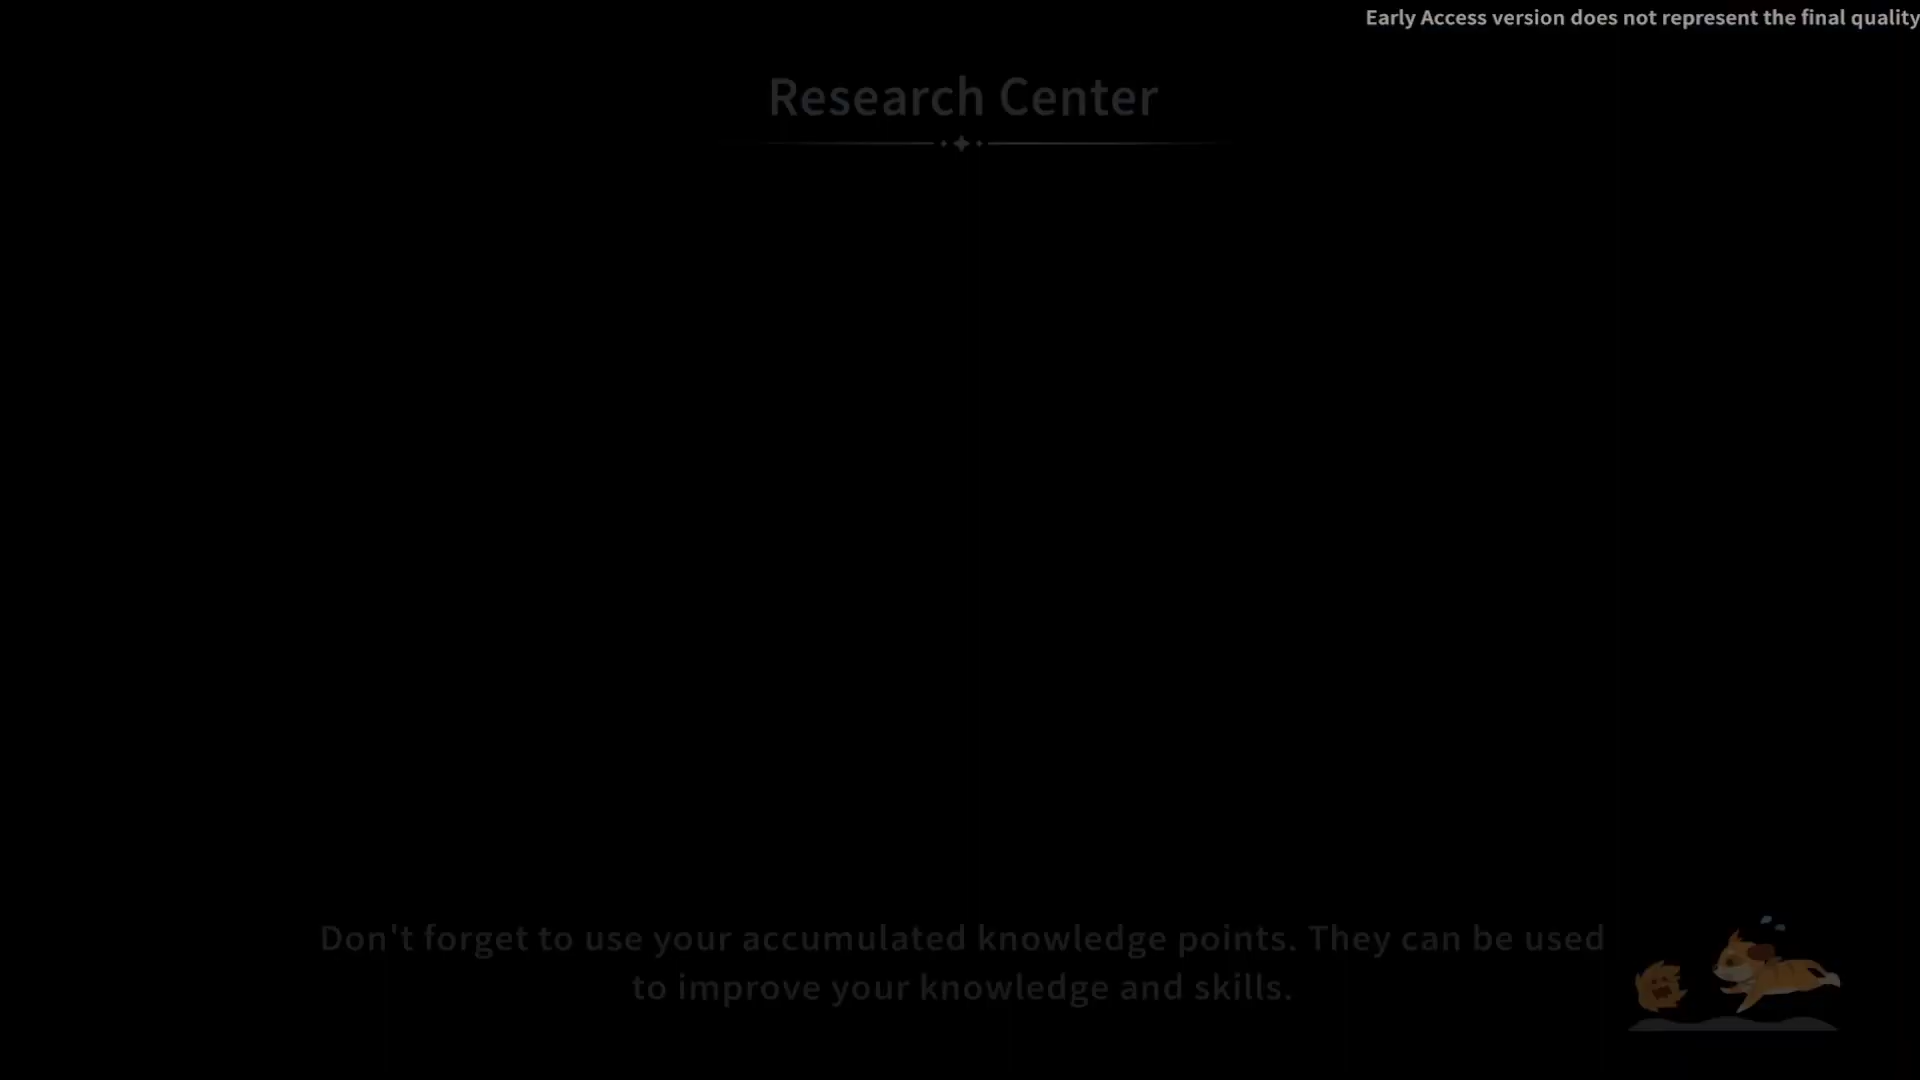 Early Access version does not represent the final quality
Research Center
Don't forget to use your accumulated knowledge points. They can be used
to improve your knowledge and skills.